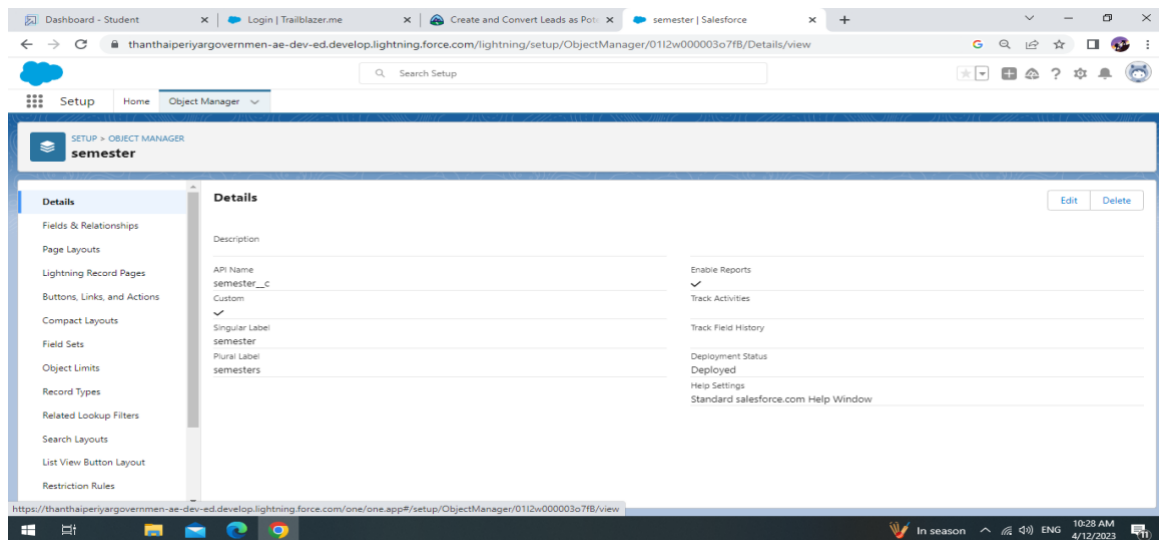 Dashboard - Student
Login | Trailblazer.me
Create and Convert Leads as Pot
semester | Salesforce
thanthaiperiyargovernmen-ae-dev-ed.develop.lightning.force.com/lightning/setup/ObjectManager/01I2w000003o7fB/Details/view
Search Setup
Setup Home Object Manager
SETUP > OBJECT MANAGER
semester
Details
Fields & Relationships
Page Layouts
Lightning Record Pages
Buttons, Links, and Actions
Compact Layouts
Field Sets
Object Limits
Record Types
Related Lookup Filters
Search Layouts
List View Button Layout
Restriction Rules
Details
Edit Delete
Description
API Name
semester__c
Custom
Singular Label
semester
Plural Label
semesters
Enable Reports
Track Activities
Track Field History
Deployment Status
Deployed
Help Settings
Standard salesforce.com Help Window
https://thanthaiperiyargovernmen-ae-dev-ed.develop.lightning.force.com/one/one.app#/setup/ObjectManager/01I2w000003o7fB/view
In season
ENG
10:28 AM
4/12/2023